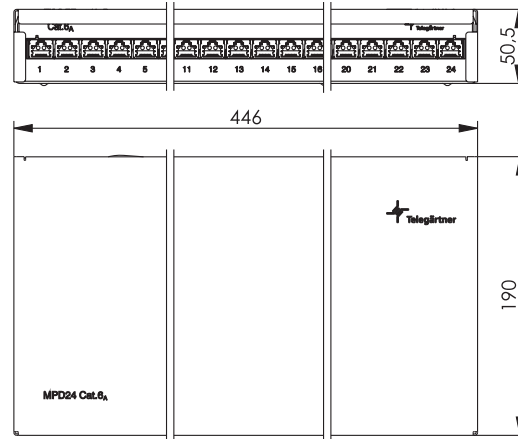 Cat.6A Telegärtner
1 2 3 4 5 11 12 13 14 15 16 20 21 22 23 24
50,5
446
Telegärtner
190
MPD24 Cat.6A